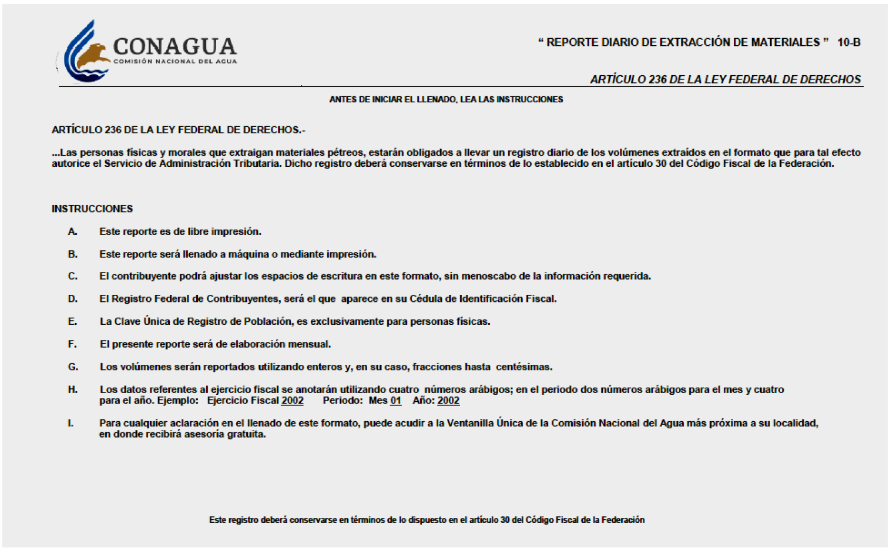 CONAGUA
COMISIÓN NACIONAL DEL AGUA
“ REPORTE DIARIO DE EXTRACCIÓN DE MATERIALES ” 10-B
ARTÍCULO 236 DE LA LEY FEDERAL DE DERECHOS
ANTES DE INICIAR EL LLENADO, LEA LAS INSTRUCCIONES
ARTÍCULO 236 DE LA LEY FEDERAL DE DERECHOS.-
...Las personas físicas y morales que extraigan materiales pétreos, estarán obligados a llevar un registro diario de los volúmenes extraídos en el formato que para tal efecto
autorice el Servicio de Administración Tributaria. Dicho registro deberá conservarse en términos de lo establecido en el artículo 30 del Código Fiscal de la Federación.
INSTRUCCIONES
A. Este reporte es de libre impresión.
B. Este reporte será llenado a máquina o mediante impresión.
C. El contribuyente podrá ajustar los espacios de escritura en este formato, sin menoscabo de la información requerida.
D. El Registro Federal de Contribuyentes, será el que aparece en su Cédula de Identificación Fiscal.
E. La Clave Única de Registro de Población, es exclusivamente para personas físicas.
F. El presente reporte será de elaboración mensual.
G. Los volúmenes serán reportados utilizando enteros y, en su caso, fracciones hasta centésimas.
H. Los datos referentes al ejercicio fiscal se anotarán utilizando cuatro números arábigos; en el periodo dos números arábigos para el mes y cuatro
para el año. Ejemplo: Ejercicio Fiscal 2002 Periodo: Mes 01 Año: 2002
I. Para cualquier aclaración en el llenado de este formato, puede acudir a la Ventanilla Única de la Comisión Nacional del Agua más próxima a su localidad,
en donde recibirá asesoría gratuita.
Este registro deberá conservarse en términos de lo dispuesto en el artículo 30 del Código Fiscal de la Federación